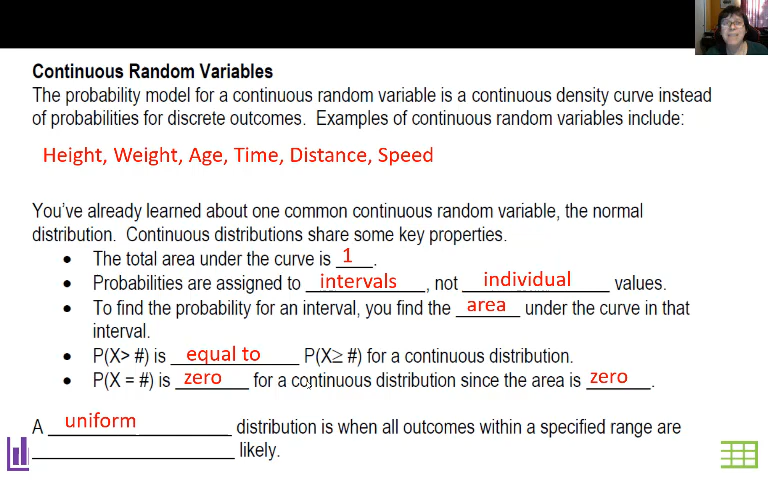 Continuous Random Variables
The probability model for a continuous random variable is a continuous density curve instead
of probabilities for discrete outcomes. Examples of continuous random variables include:
Height, Weight, Age, Time, Distance, Speed
You've already learned about one common continuous random variable, the normal
distribution. Continuous distributions share some key properties.
• The total area under the curve is 1.
• Probabilities are assigned to intervals, not individual values.
• To find the probability for an interval, you find the area under the curve in that
interval.
• P(X> #) is equal to P(X≥ #) for a continuous distribution.
• P(X = #) is zero for a continuous distribution since the area is zero.
A uniform distribution is when all outcomes within a specified range are
____________________ likely.